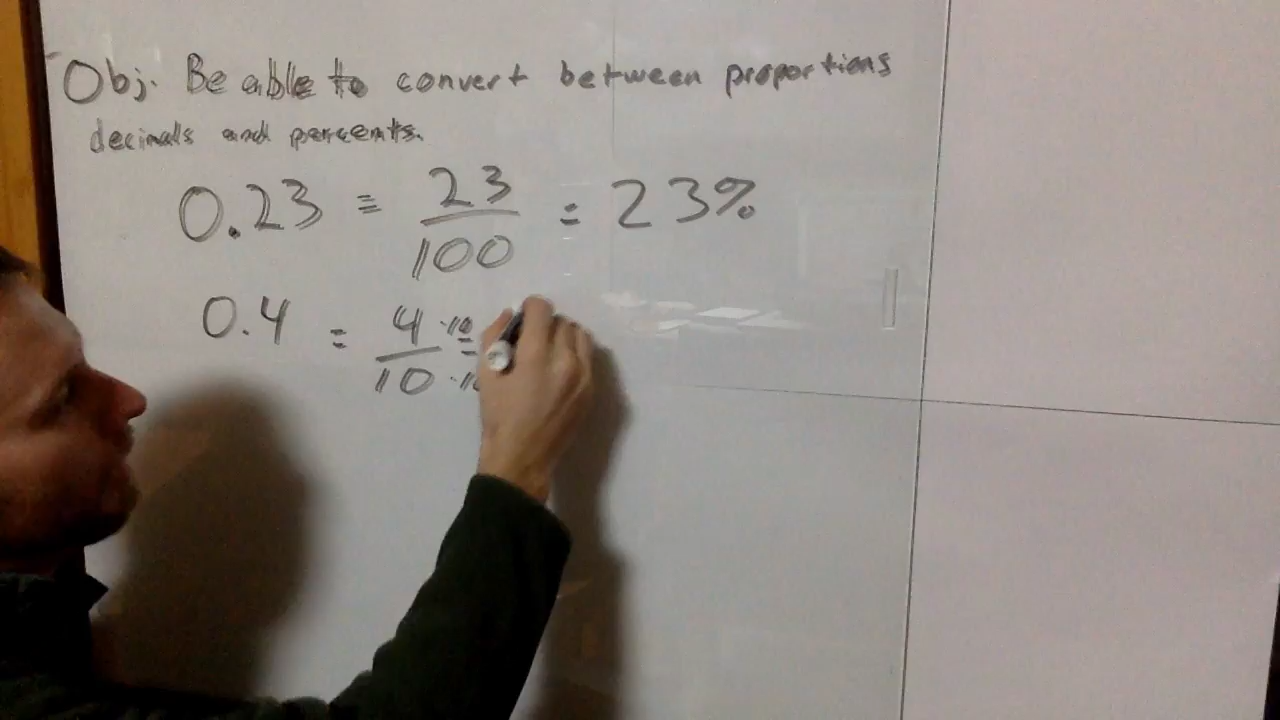 Obj. Be able to convert between proportions
decimals and percents.
0.23 = 23/100 = 23%
0.4 = 4/10 ·10/·10 =